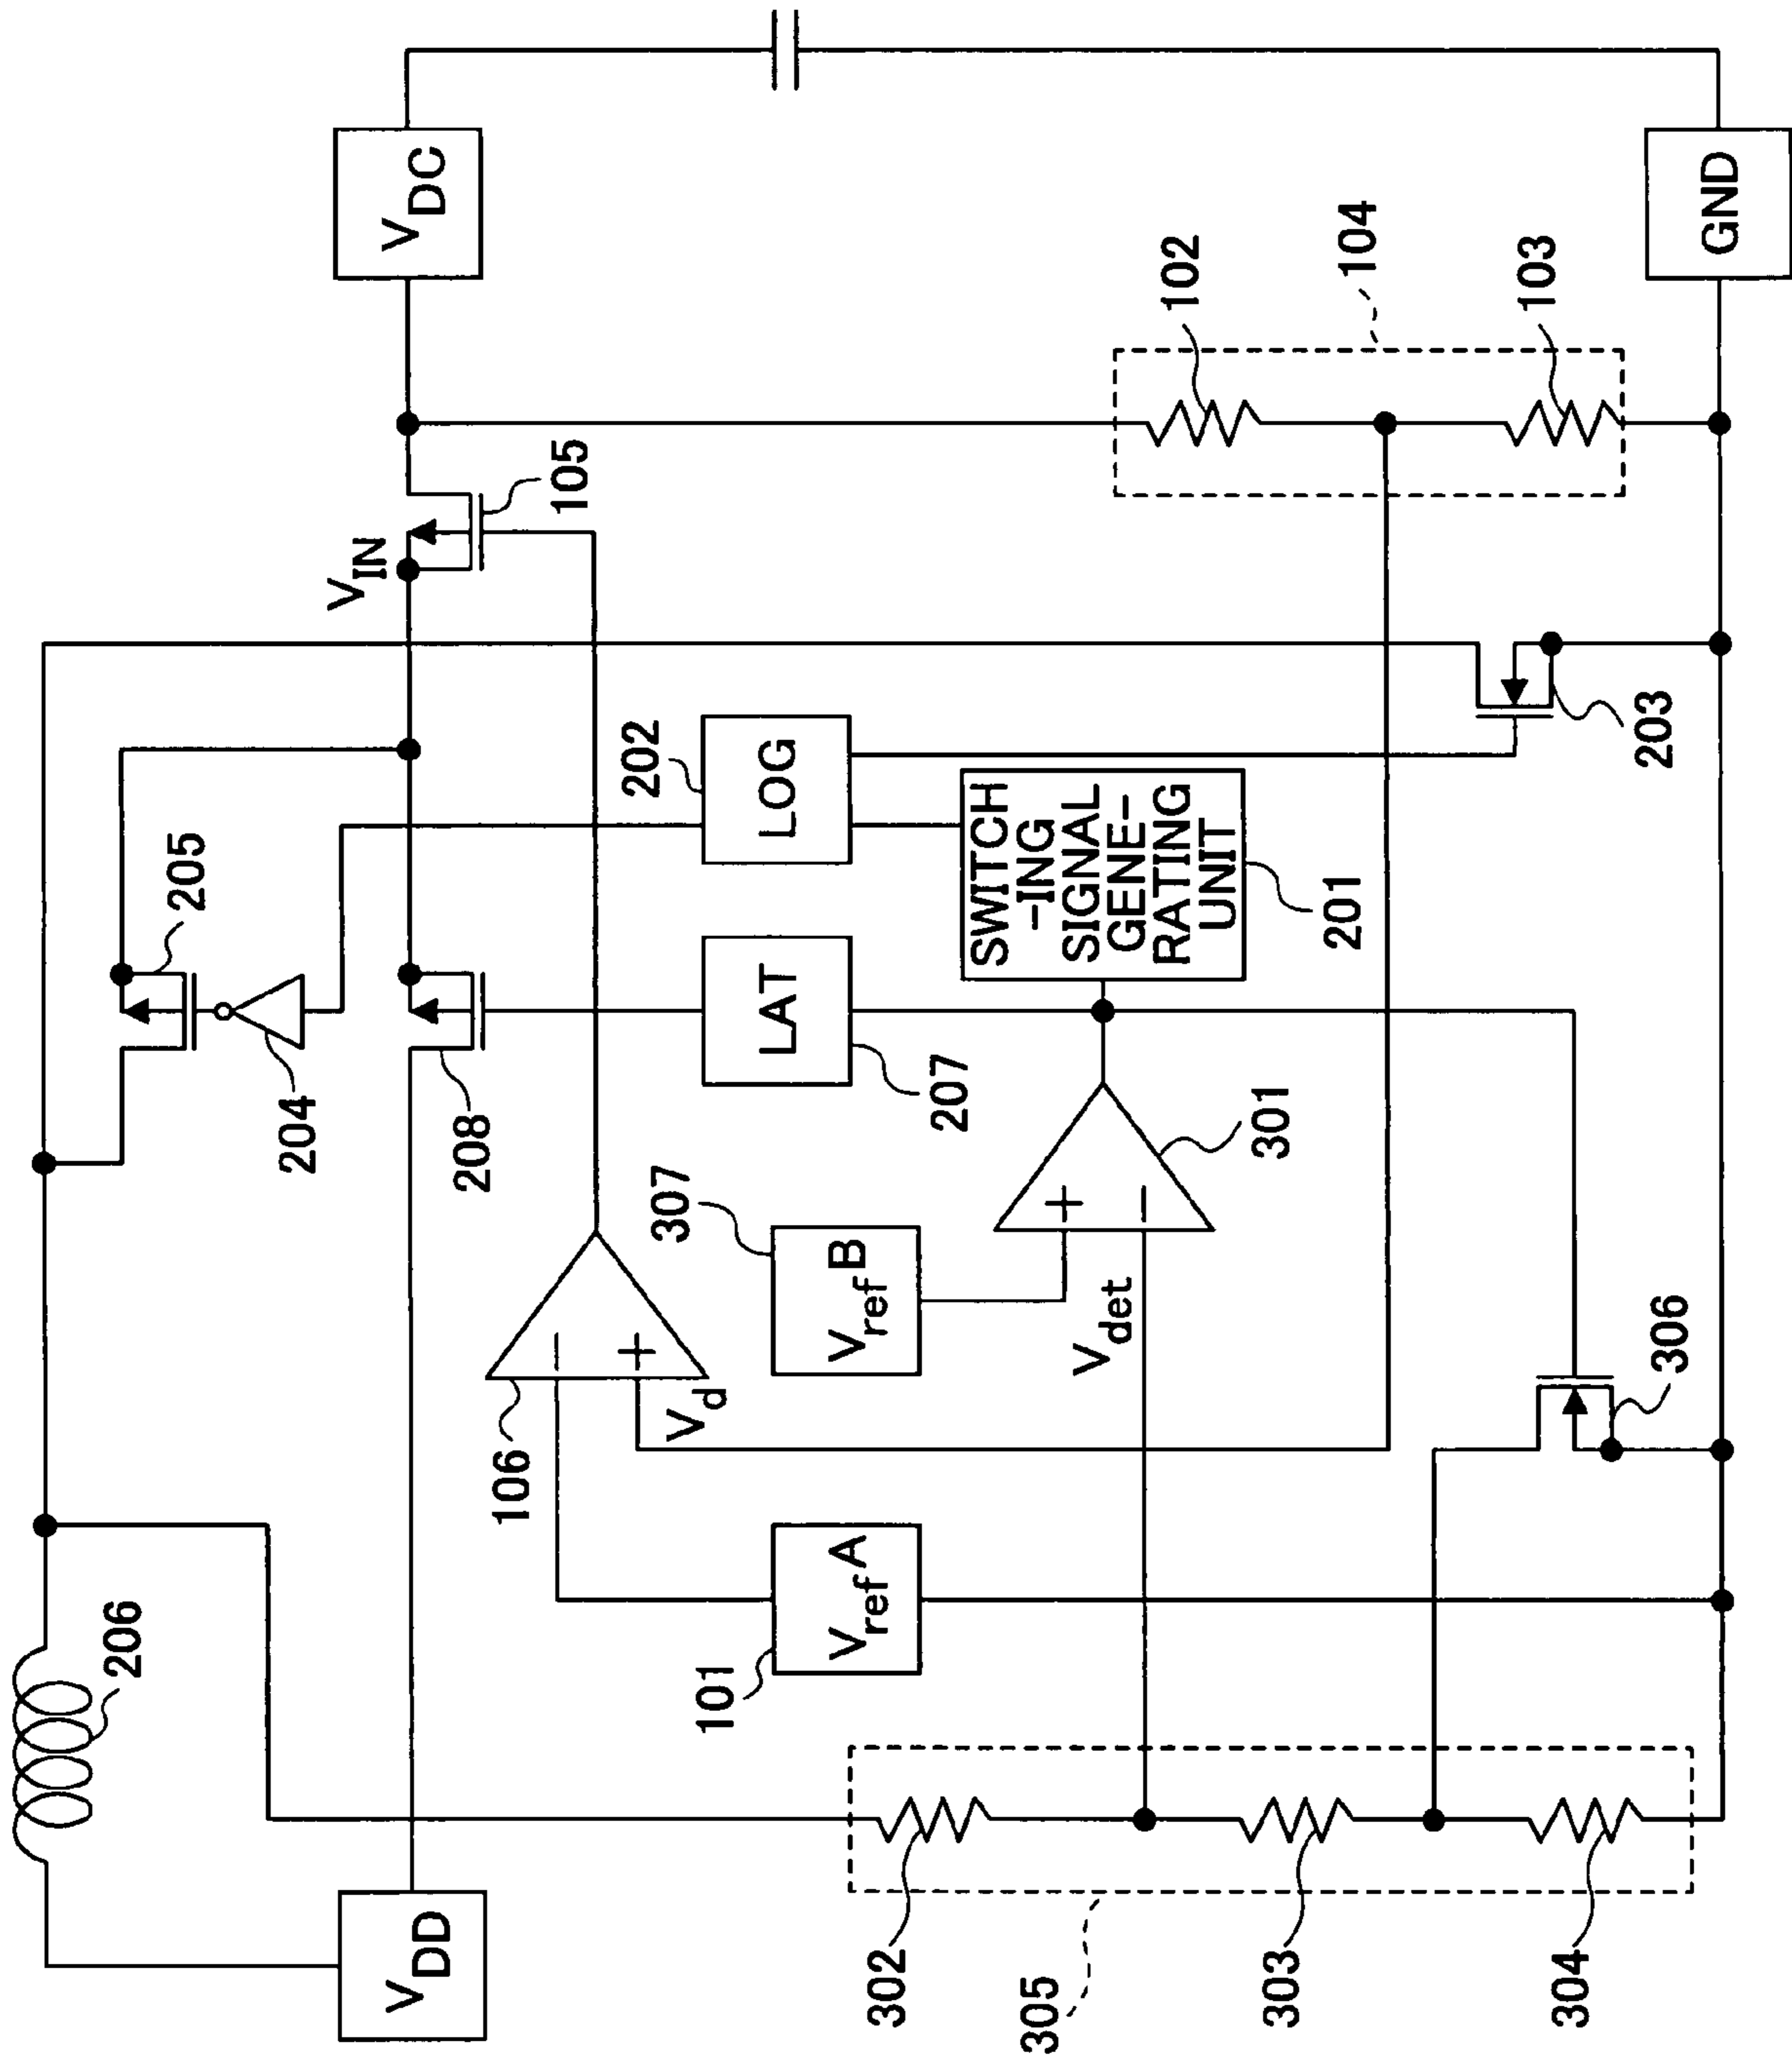 206
V_DD
204
205
208
V_IN
105
V_DC
106
V_d
101
V_ref A
307
V_ref B
LAT
207
LOG
202
V_det
301
SWITCH
-ING
SIGNAL
GENE-
RATING
UNIT
201
302
305
303
304
306
203
102
104
103
GND
+
−
+
−